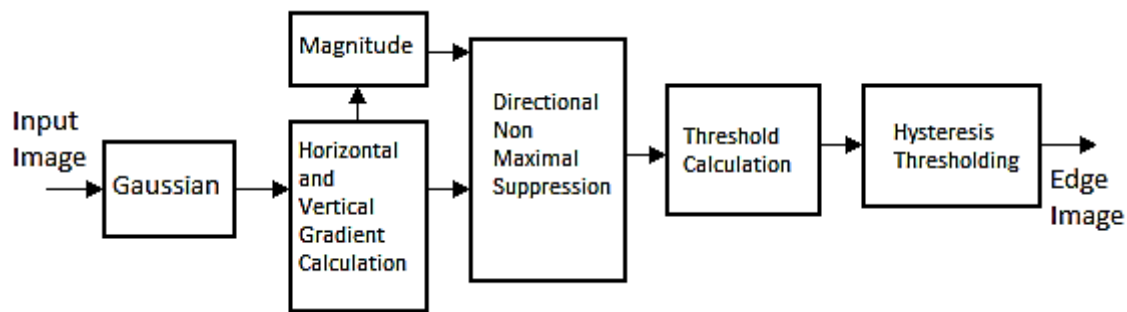 Input
Image
Gaussian
Magnitude
Horizontal
and
Vertical
Gradient
Calculation
Directional
Non
Maximal
Suppression
Threshold
Calculation
Hysteresis
Thresholding
Edge
Image